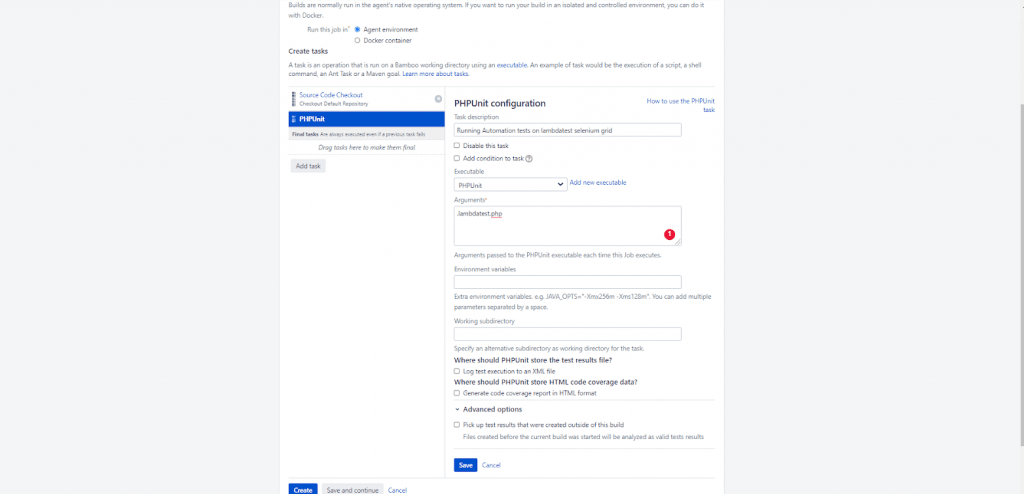 Builds are normally run in the agent's native operating system. If you want to run your build in an isolated and controlled environment, you can do it
with Docker.
Run this job in* Agent environment
Docker container
Create tasks
A task is an operation that is run on a Bamboo working directory using an executable. An example of task would be the execution of a script, a shell
command, an Ant Task or a Maven goal. Learn more about tasks.
Source Code Checkout
Checkout Default Repository
PHPUnit
Final tasks Are always executed even if a previous task fails
Drag tasks here to make them final
Add task
PHPUnit configuration
How to use the PHPUnit
task
Task description
Running Automation tests on lambdatest selenium grid
Disable this task
Add condition to task
Executable
PHPUnit
Add new executable
Arguments*
lambdatest.php
1
Arguments passed to the PHPUnit executable each time this Job executes.
Environment variables
Extra environment variables. e.g. JAVA_OPTS="-Xmx256m -Xms128m". You can add multiple
parameters separated by a space.
Working subdirectory
Specify an alternative subdirectory as working directory for the task.
Where should PHPUnit store the test results file?
Log test execution to an XML file
Where should PHPUnit store HTML code coverage data?
Generate code coverage report in HTML format
Advanced options
Pick up test results that were created outside of this build
Files created before the current build was started will be analyzed as valid tests results
Save
Cancel
Create
Save and continue
Cancel